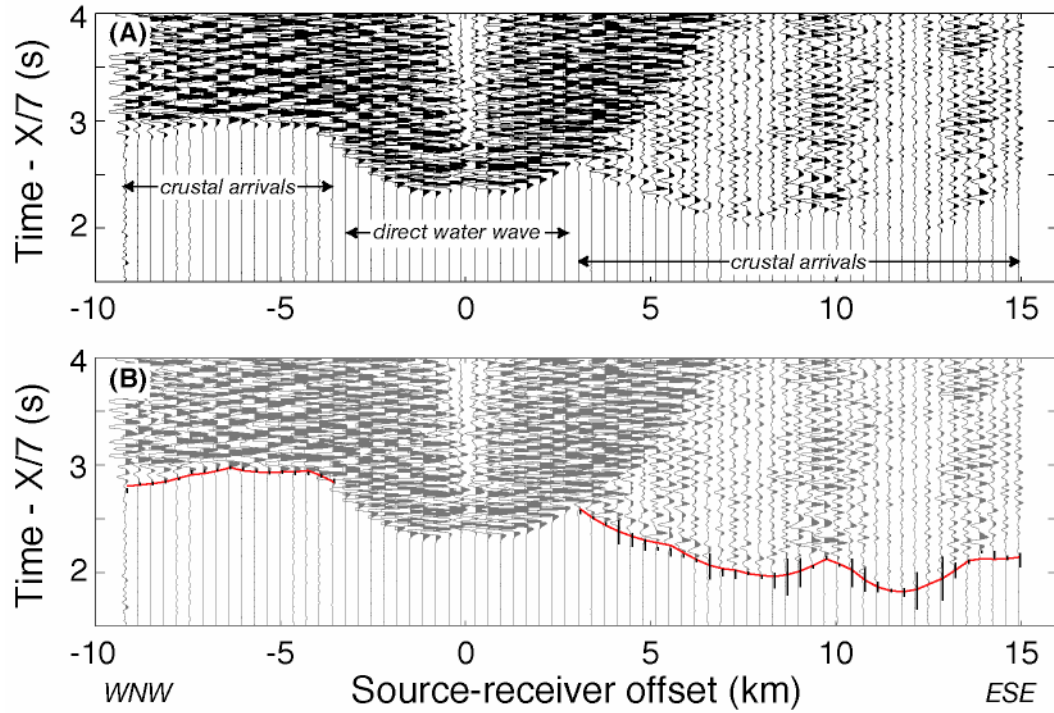 4
(A)
3
2
Time - X/7 (s)
crustal arrivals
direct water wave
crustal arrivals
-10 -5 0 5 10 15
4
(B)
3
2
Time - X/7 (s)
-10 -5 0 5 10 15
WNW Source-receiver offset (km) ESE